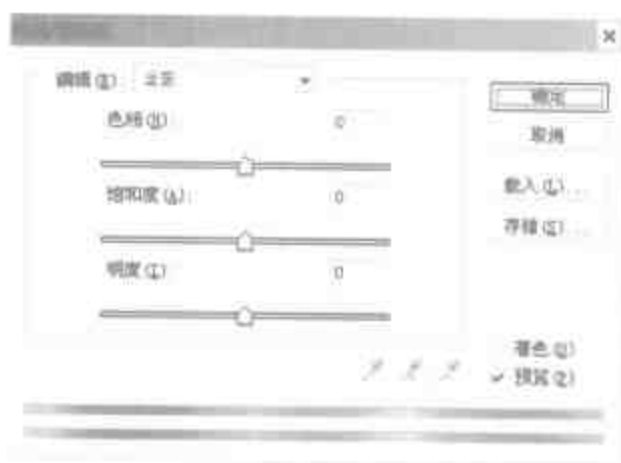 编辑(E): 全图
色相(H): 0
饱和度(A): 0
明度(I): 0
确定
取消
载入(L)...
存储(S)...
着色(O)
预览(P)